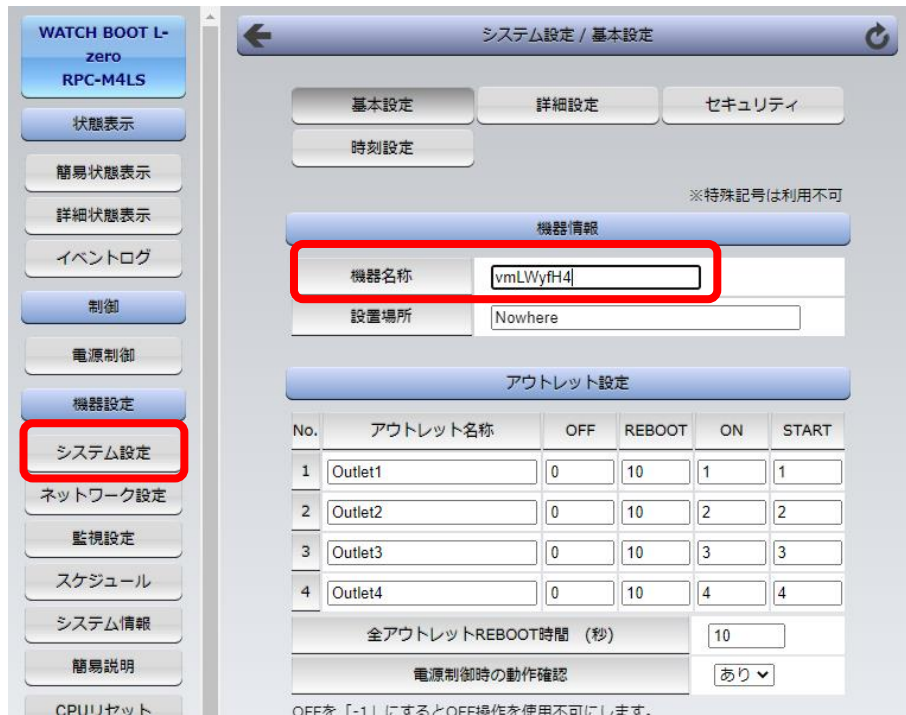 WATCH BOOT L-
zero
RPC-M4LS
状態表示
簡易状態表示
詳細状態表示
イベントログ
制御
電源制御
機器設定
システム設定
ネットワーク設定
監視設定
スケジュール
システム情報
簡易説明
CPUリセット
システム設定 / 基本設定
基本設定 詳細設定 セキュリティ
時刻設定
※特殊記号は利用不可
機器情報
機器名称 vmLWyfH4
設置場所 Nowhere
アウトレット設定
No. アウトレット名称 OFF REBOOT ON START
1 Outlet1 0 10 1 1
2 Outlet2 0 10 2 2
3 Outlet3 0 10 3 3
4 Outlet4 0 10 4 4
全アウトレットREBOOT時間 (秒) 10
電源制御時の動作確認 あり
OFFを「-1」にするとOFF操作を使用不可にします。